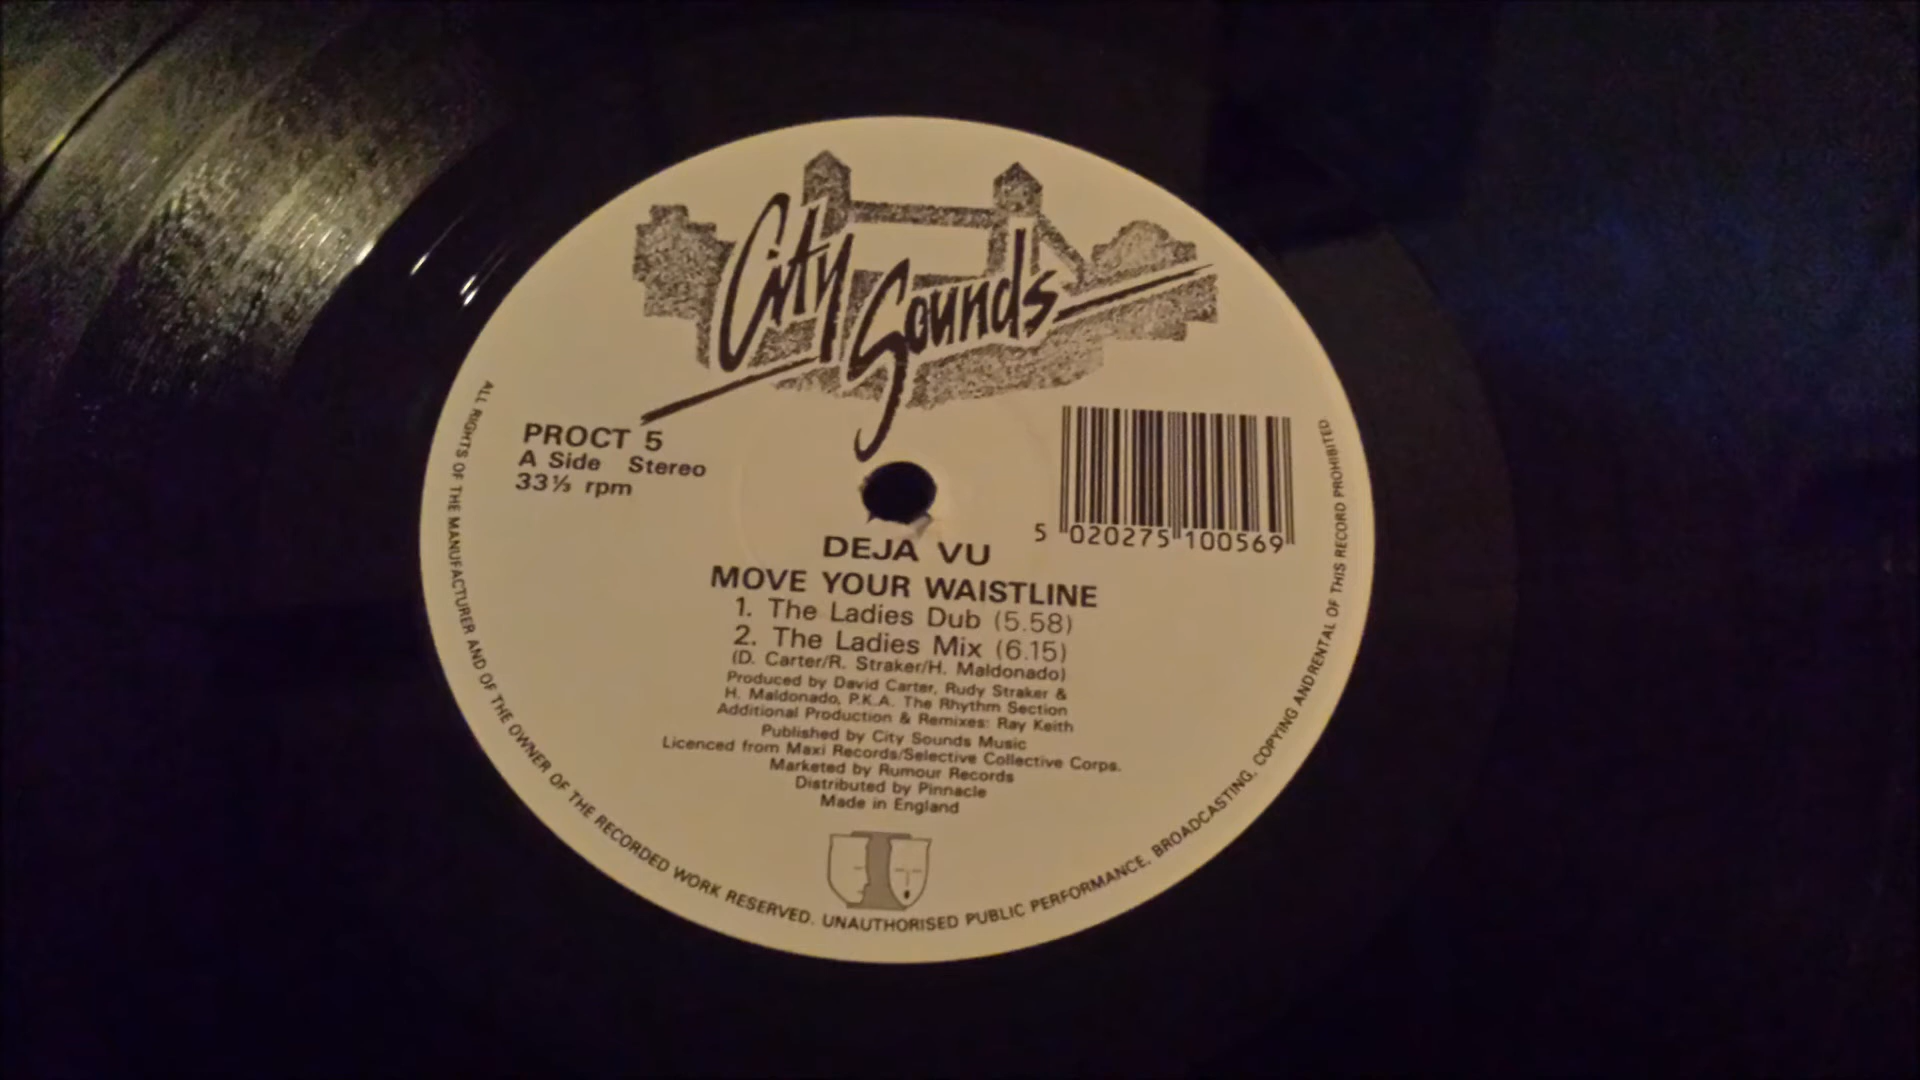 City Sounds
PROCT 5
A Side Stereo
33⅓ rpm
5 020275 100569
DEJA VU
MOVE YOUR WAISTLINE
1. The Ladies Dub (5.58)
2. The Ladies Mix (6.15)
(D. Carter/R. Straker/H. Maldonado)
Produced by David Carter, Rudy Straker &
H. Maldonado, P.K.A. The Rhythm Section
Additional Production & Remixes: Ray Keith
Published by City Sounds Music
Licenced from Maxi Records/Selective Collective Corps.
Marketed by Rumour Records
Distributed by Pinnacle
Made in England
ALL RIGHTS OF THE MANUFACTURER AND OF THE OWNER OF THE RECORDED WORK RESERVED. UNAUTHORISED PUBLIC PERFORMANCE, BROADCASTING, COPYING AND RENTAL OF THIS RECORD PROHIBITED